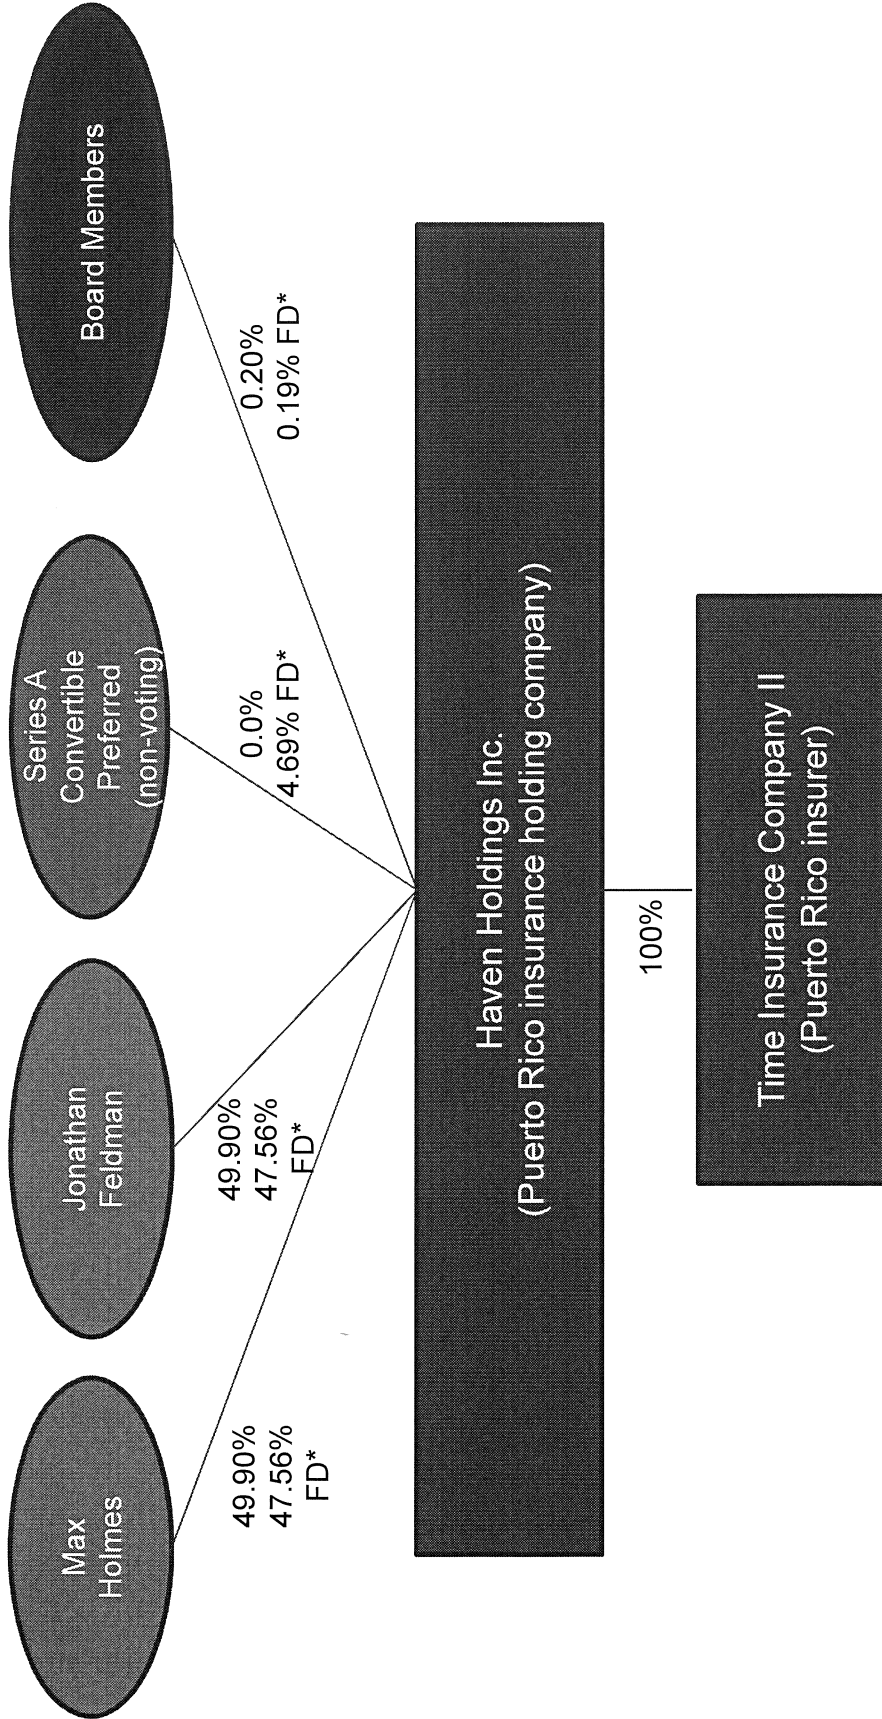 Max
Holmes
Jonathan
Feldman
Series A
Convertible
Preferred
(non-voting)
Board Members
49.90%
47.56%
FD*
49.90%
47.56%
FD*
0.0%
4.69% FD*
0.20%
0.19% FD*
Haven Holdings Inc.
(Puerto Rico insurance holding company)
100%
Time Insurance Company II
(Puerto Rico insurer)